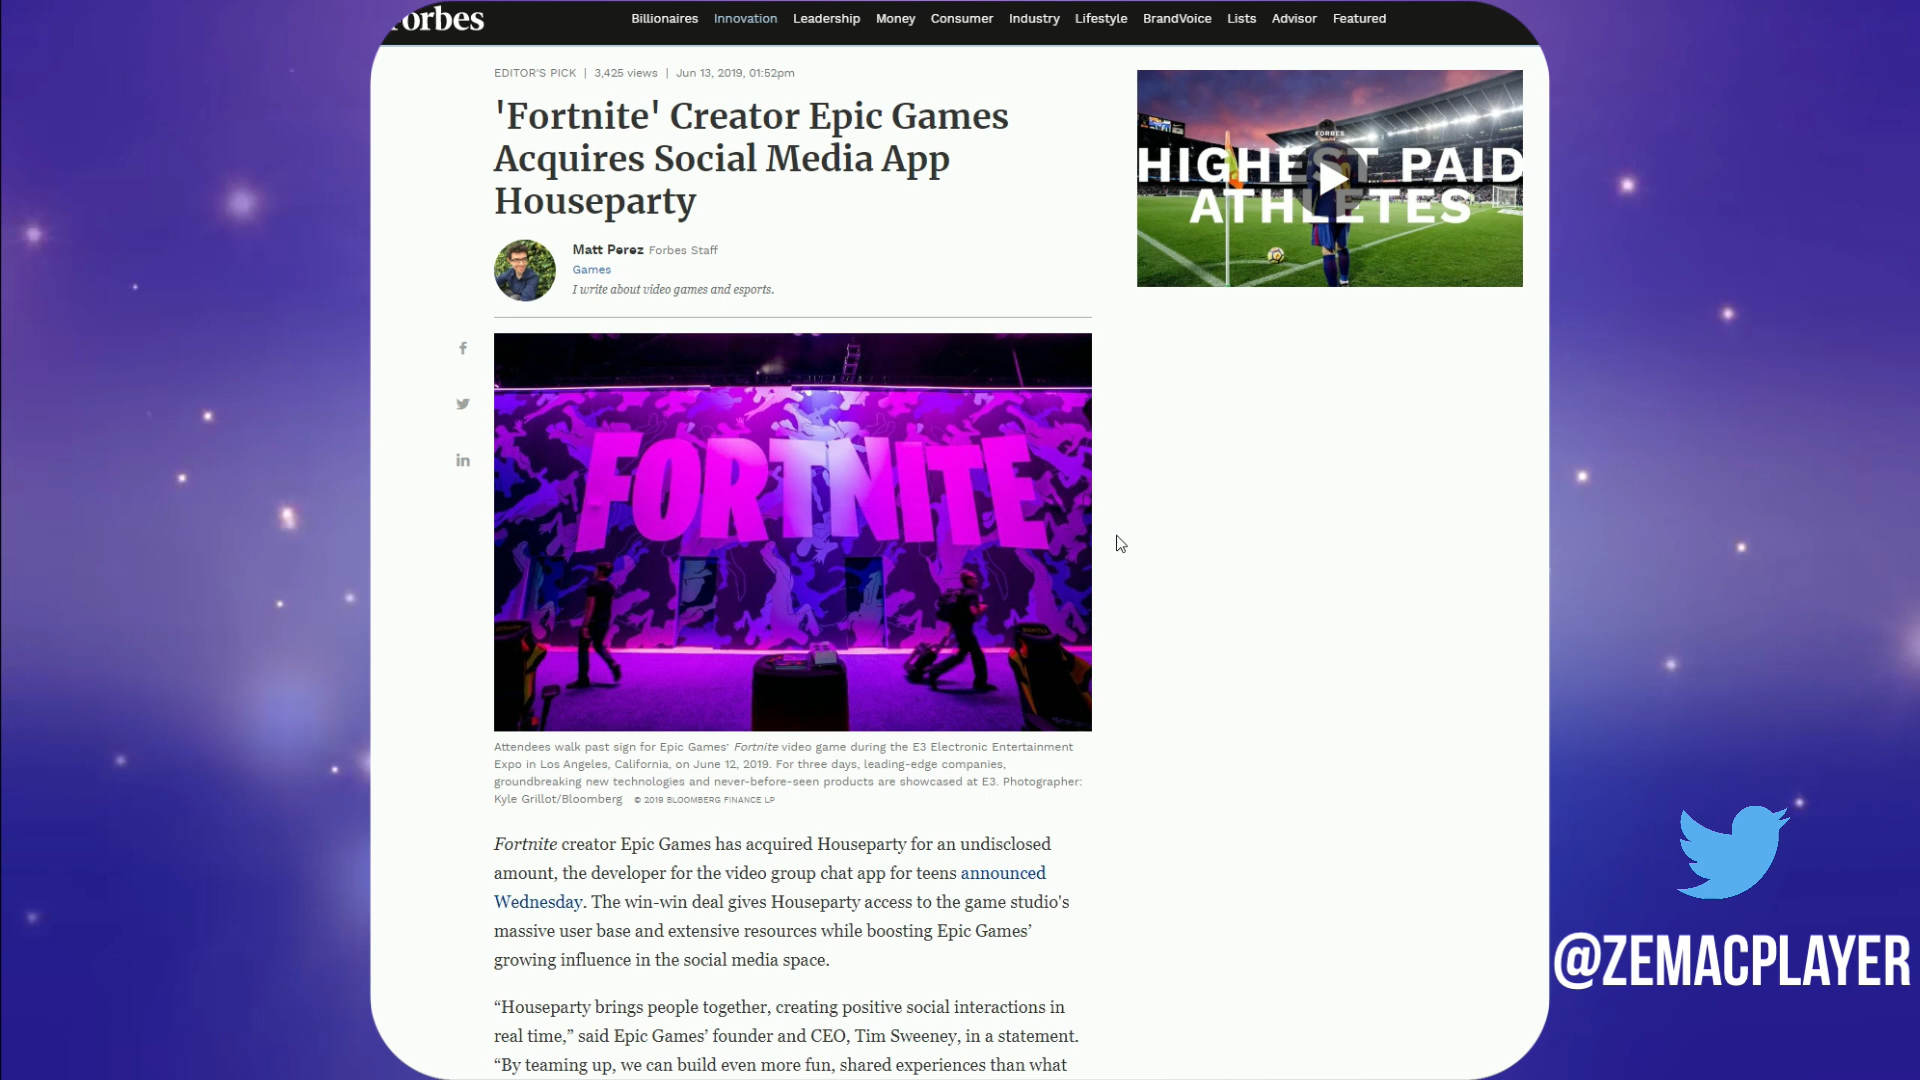 Forbes
Billionaires Innovation Leadership Money Consumer Industry Lifestyle BrandVoice Lists Advisor Featured
EDITOR'S PICK | 3,425 views | Jun 13, 2019, 01:52pm
'Fortnite' Creator Epic Games
Acquires Social Media App
Houseparty
Matt Perez Forbes Staff
Games
I write about video games and esports.
FORBES
HIGHEST PAID
ATHLETES
f
in
FORTNITE
Attendees walk past sign for Epic Games' Fortnite video game during the E3 Electronic Entertainment
Expo in Los Angeles, California, on June 12, 2019. For three days, leading-edge companies,
groundbreaking new technologies and never-before-seen products are showcased at E3. Photographer:
Kyle Grillot/Bloomberg © 2019 BLOOMBERG FINANCE LP
Fortnite creator Epic Games has acquired Houseparty for an undisclosed
amount, the developer for the video group chat app for teens announced
Wednesday. The win-win deal gives Houseparty access to the game studio's
massive user base and extensive resources while boosting Epic Games’
growing influence in the social media space.
“Houseparty brings people together, creating positive social interactions in
real time,” said Epic Games’ founder and CEO, Tim Sweeney, in a statement.
“By teaming up, we can build even more fun, shared experiences than what
@ZEMACPLAYER